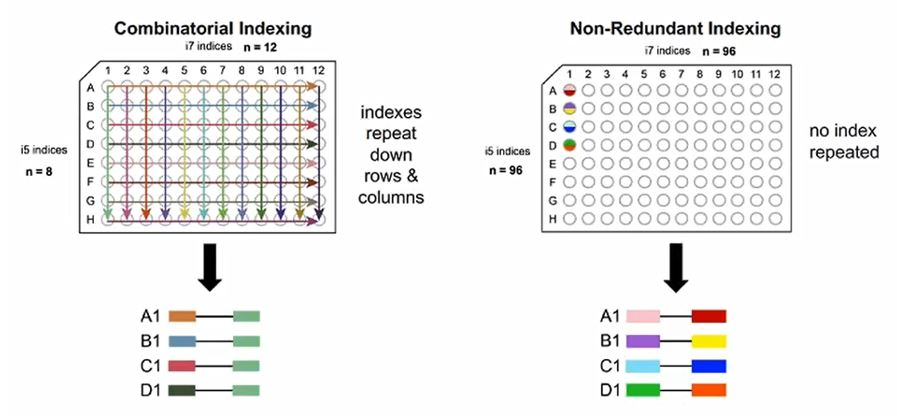 Combinatorial Indexing
i7 indices n = 12
1 2 3 4 5 6 7 8 9 10 11 12
A
B
C
D
E
F
G
H
i5 indices
n = 8
indexes
repeat
down
rows &
columns
A1
B1
C1
D1
Non-Redundant Indexing
i7 indices n = 96
1 2 3 4 5 6 7 8 9 10 11 12
A
B
C
D
E
F
G
H
i5 indices
n = 96
no index
repeated
A1
B1
C1
D1